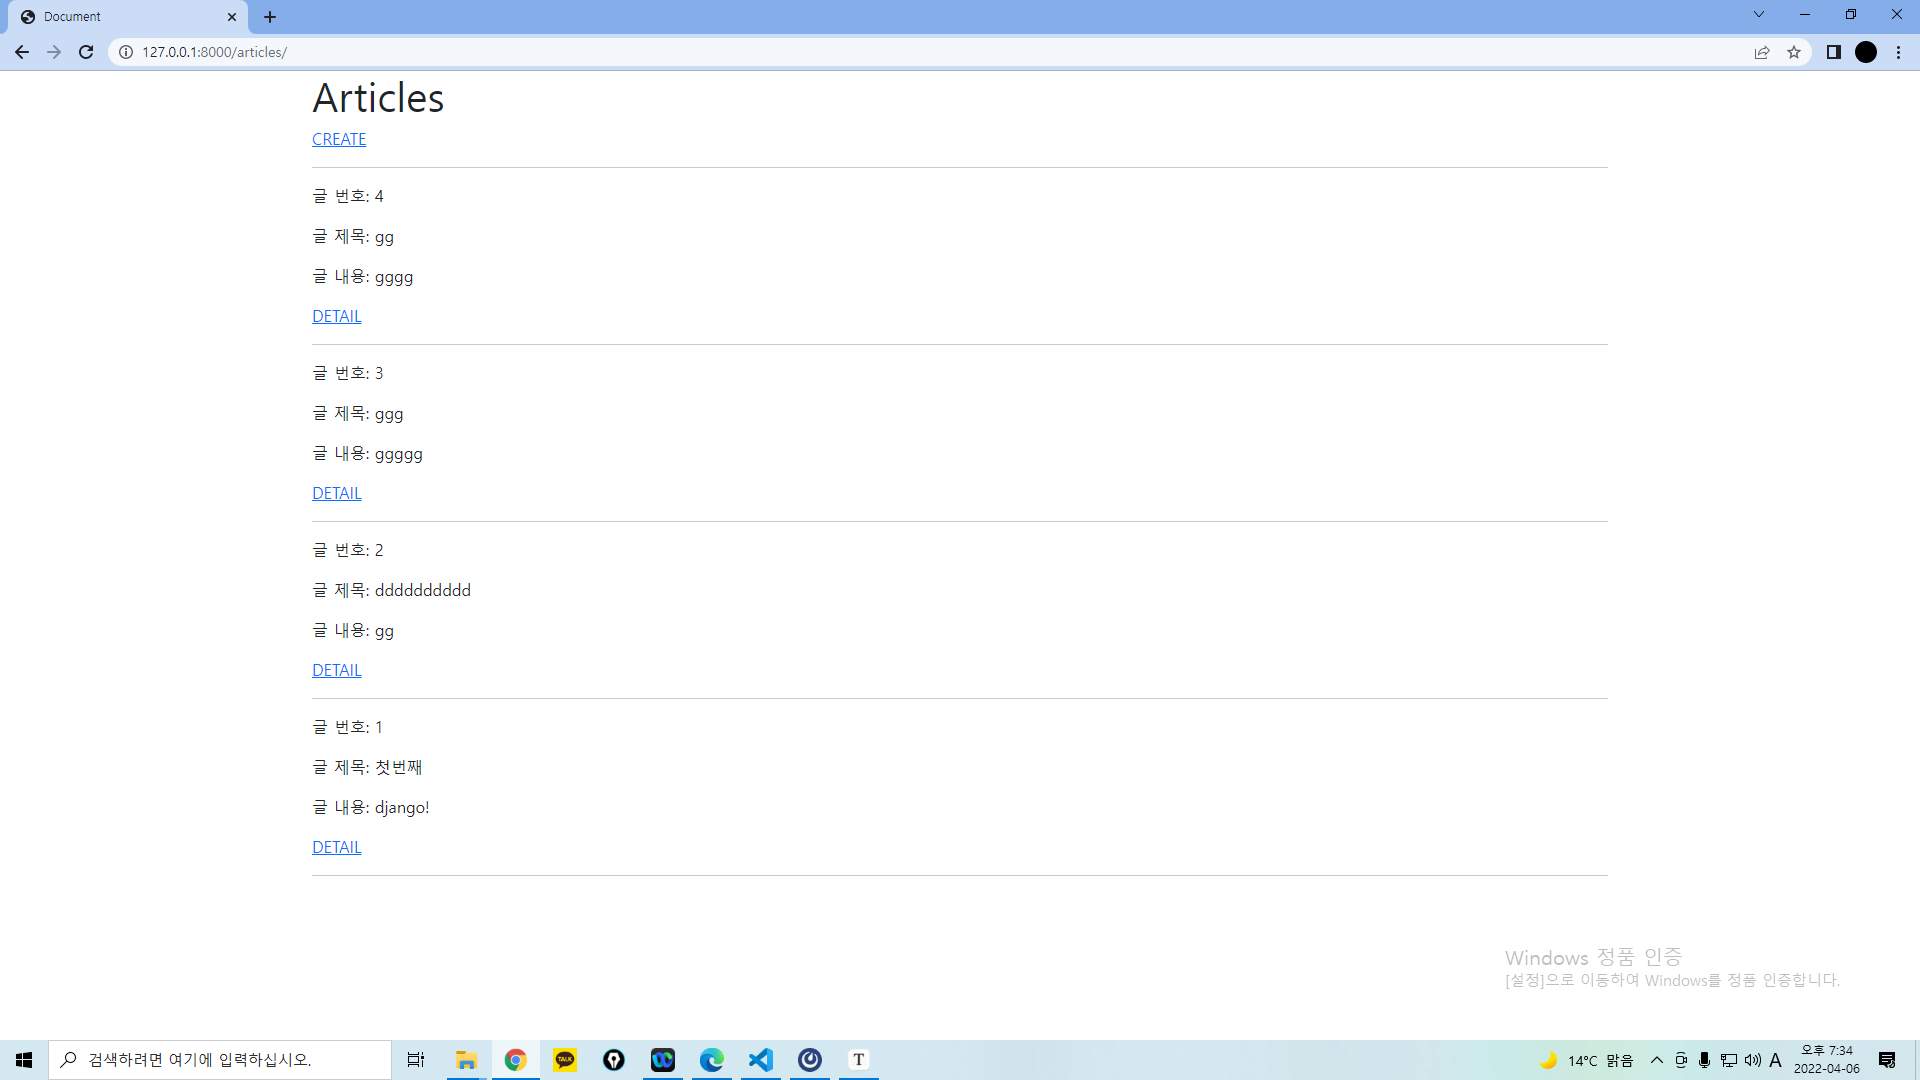 Document
127.0.0.1:8000/articles/
Articles
CREATE
글 번호: 4
글 제목: gg
글 내용: gggg
DETAIL
글 번호: 3
글 제목: ggg
글 내용: ggggg
DETAIL
글 번호: 2
글 제목: dddddddddd
글 내용: gg
DETAIL
글 번호: 1
글 제목: 첫번째
글 내용: django!
DETAIL
Windows 정품 인증
[설정]으로 이동하여 Windows를 정품 인증합니다.
검색하려면 여기에 입력하십시오.
TALK
T
14°C 맑음
A
오후 7:34
2022-04-06